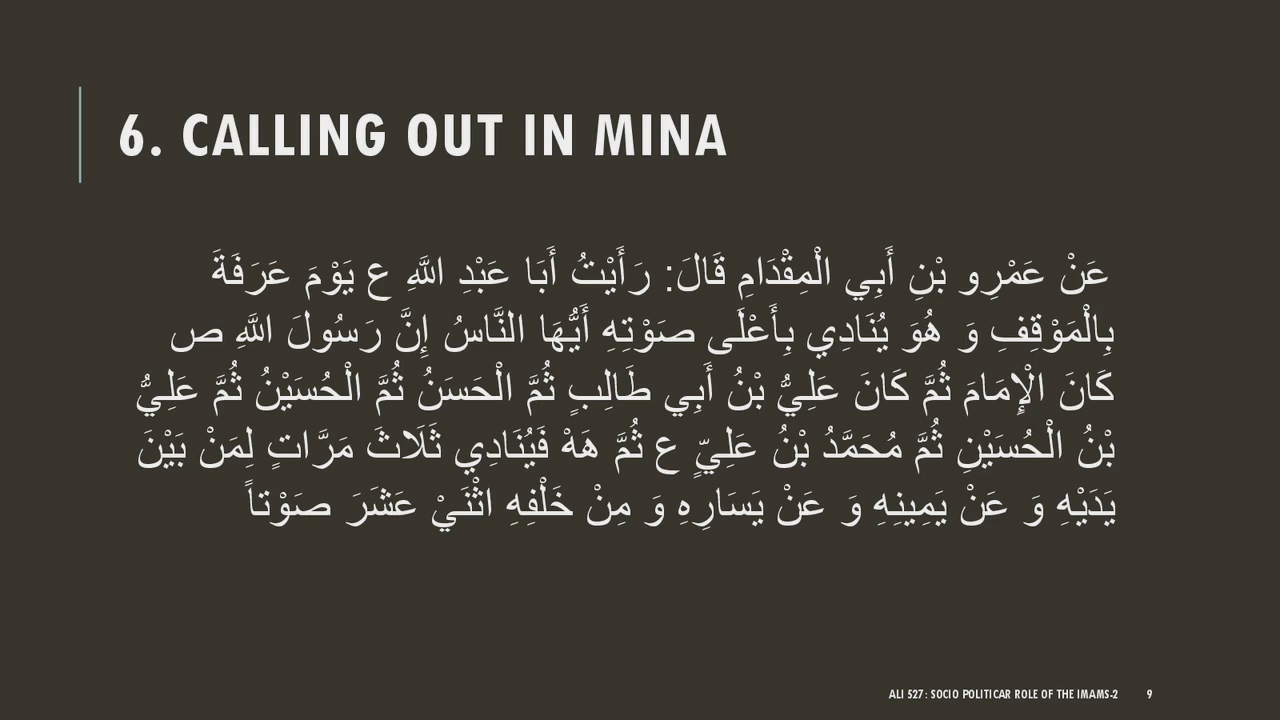 6. CALLING OUT IN MINA
عَنْ عَمْرِو بْنِ أَبِي الْمِقْدَامِ قَالَ: رَأَيْتُ أَبَا عَبْدِ اللَّهِ ع يَوْمَ عَرَفَةَ
بِالْمَوْقِفِ وَ هُوَ يُنَادِي بِأَعْلَى صَوْتِهِ أَيُّهَا النَّاسُ إِنَّ رَسُولَ اللَّهِ ص
كَانَ الْإِمَامَ ثُمَّ كَانَ عَلِيُّ بْنُ أَبِي طَالِبٍ ثُمَّ الْحَسَنُ ثُمَّ الْحُسَيْنُ ثُمَّ عَلِيُّ
بْنُ الْحُسَيْنِ ثُمَّ مُحَمَّدُ بْنُ عَلِيٍّ ع ثُمَّ هَهْ فَيُنَادِي ثَلَاثَ مَرَّاتٍ لِمَنْ بَيْنَ
يَدَيْهِ وَ عَنْ يَمِينِهِ وَ عَنْ يَسَارِهِ وَ مِنْ خَلْفِهِ اثْنَيْ عَشَرَ صَوْتاً
ALI 527: SOCIO POLITICAR ROLE OF THE IMAMS-2 9